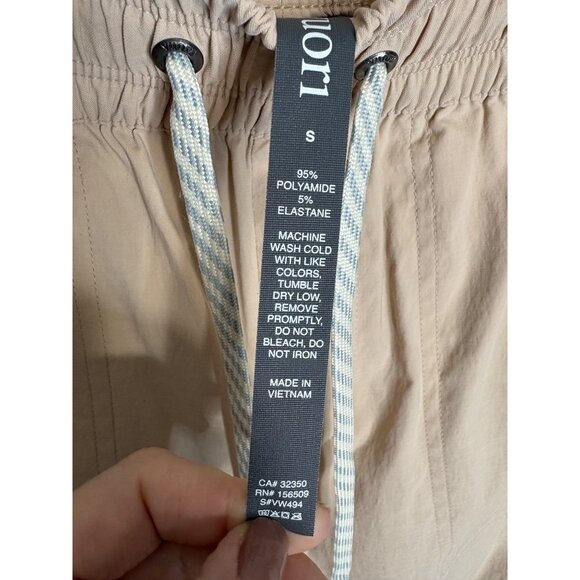 uori
S
95%
POLYAMIDE
5%
ELASTANE
MACHINE
WASH COLD
WITH LIKE
COLORS,
TUMBLE
DRY LOW,
REMOVE
PROMPTLY,
DO NOT
BLEACH, DO
NOT IRON
MADE IN
VIETNAM
CA# 32350
RN# 156509
S#VW494